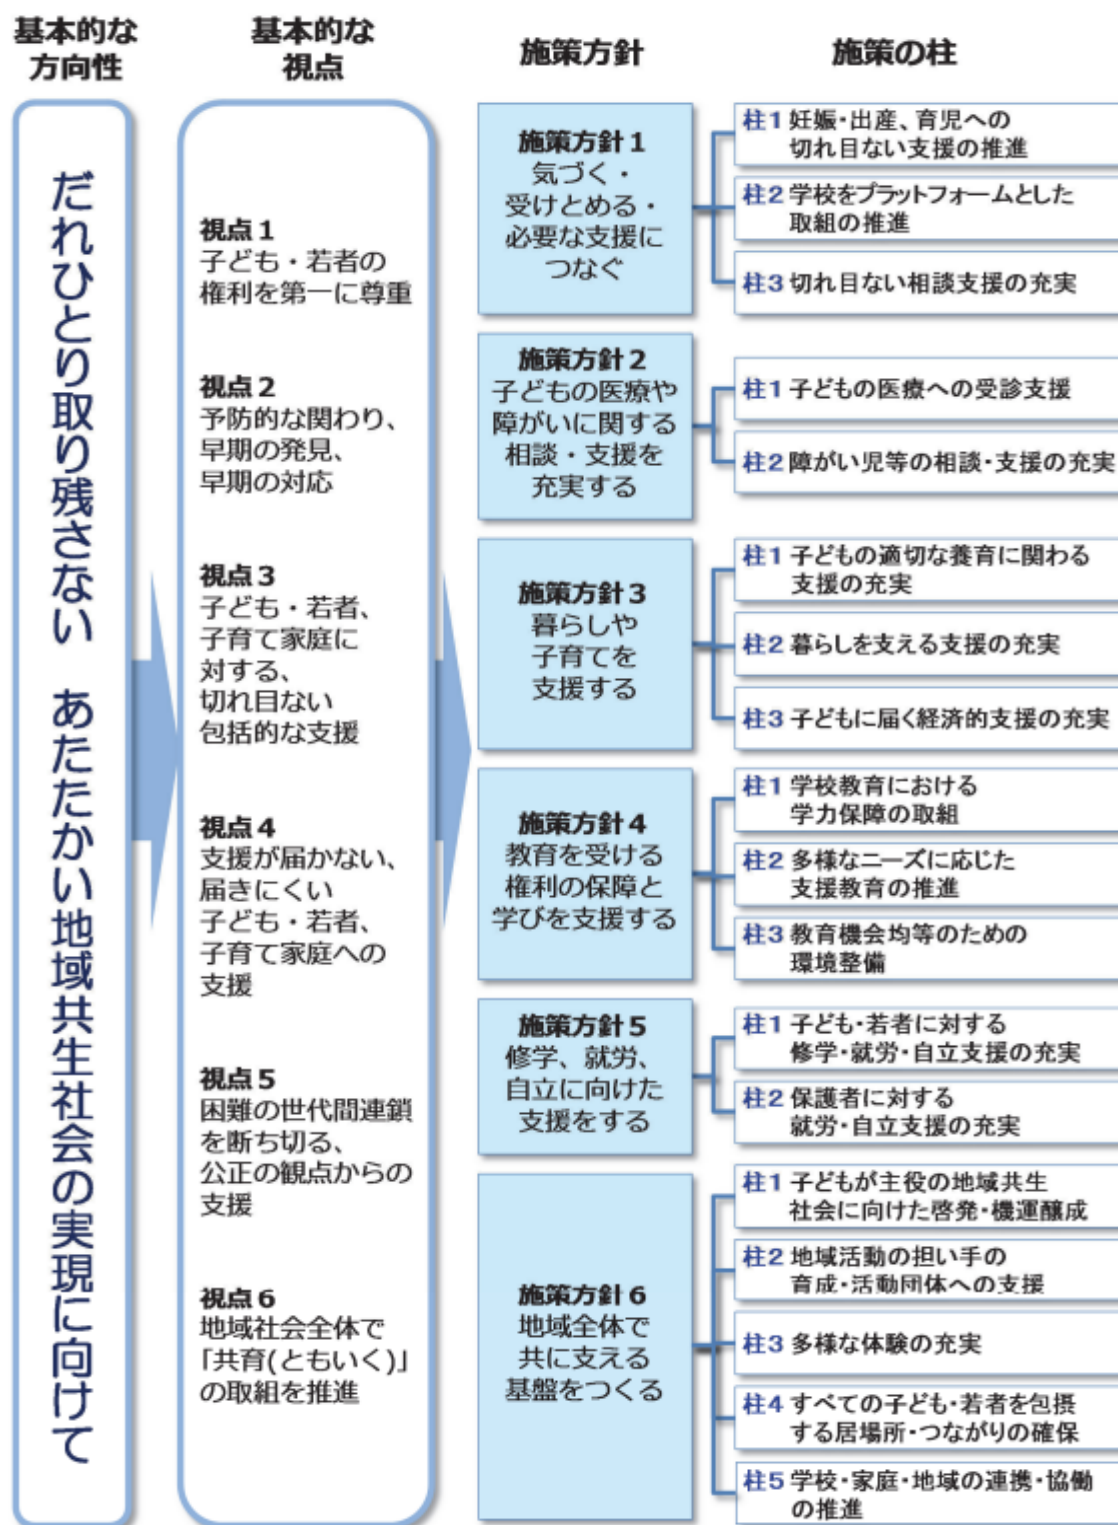 基本的な
方向性
基本的な
視点
施策方針
施策の柱
だれひとり取り残さない　あたたかい地域共生社会の実現に向けて
視点１
子ども・若者の
権利を第一に尊重
視点２
予防的な関わり、
早期の発見、
早期の対応
視点３
子ども・若者、
子育て家庭に
対する、
切れ目ない
包括的な支援
視点４
支援が届かない、
届きにくい
子ども・若者、
子育て家庭への
支援
視点５
困難の世代間連鎖
を断ち切る、
公正の観点からの
支援
視点６
地域社会全体で
「共育(ともいく)」
の取組を推進
施策方針１
気づく・
受けとめる・
必要な支援に
つなぐ
柱１ 妊娠・出産、育児への
切れ目ない支援の推進
柱２ 学校をプラットフォームとした
取組の推進
柱３ 切れ目ない相談支援の充実
施策方針２
子どもの医療や
障がいに関する
相談・支援を
充実する
柱１ 子どもの医療への受診支援
柱２ 障がい児等の相談・支援の充実
施策方針３
暮らしや
子育てを
支援する
柱１ 子どもの適切な養育に関わる
支援の充実
柱２ 暮らしを支える支援の充実
柱３ 子どもに届く経済的支援の充実
施策方針４
教育を受ける
権利の保障と
学びを支援する
柱１ 学校教育における
学力保障の取組
柱２ 多様なニーズに応じた
支援教育の推進
柱３ 教育機会均等のための
環境整備
施策方針５
修学、就労、
自立に向けた
支援をする
柱１ 子ども・若者に対する
修学・就労・自立支援の充実
柱２ 保護者に対する
就労・自立支援の充実
施策方針６
地域全体で
共に支える
基盤をつくる
柱１ 子どもが主役の地域共生
社会に向けた啓発・機運醸成
柱２ 地域活動の担い手の
育成・活動団体への支援
柱３ 多様な体験の充実
柱４ すべての子ども・若者を包摂
する居場所・つながりの確保
柱５ 学校・家庭・地域の連携・協働
の推進